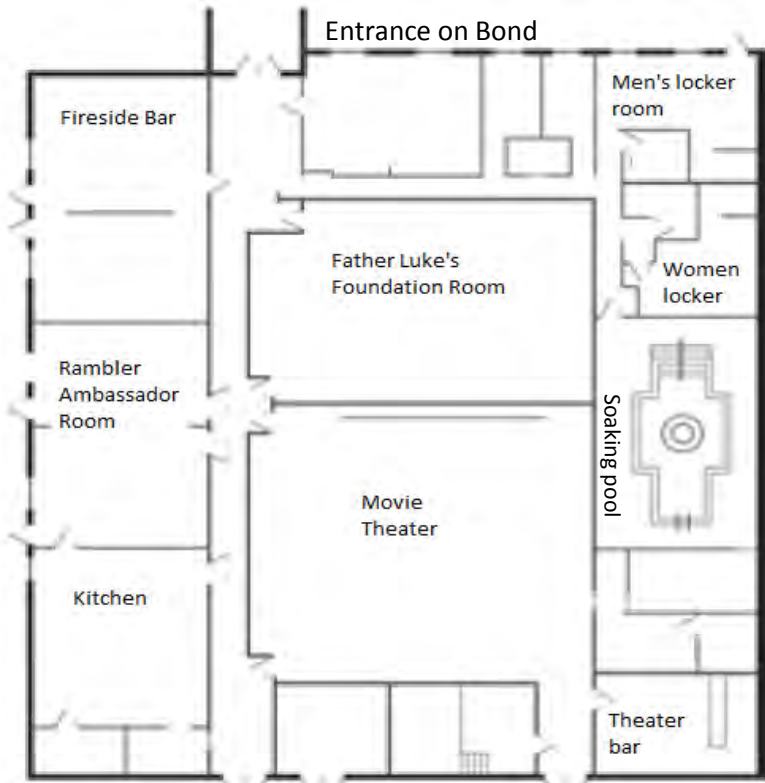 Entrance on Bond
Fireside Bar
Men's locker
room
Father Luke's
Foundation Room
Women
locker
Rambler
Ambassador
Room
Soaking pool
Movie
Theater
Kitchen
Theater
bar